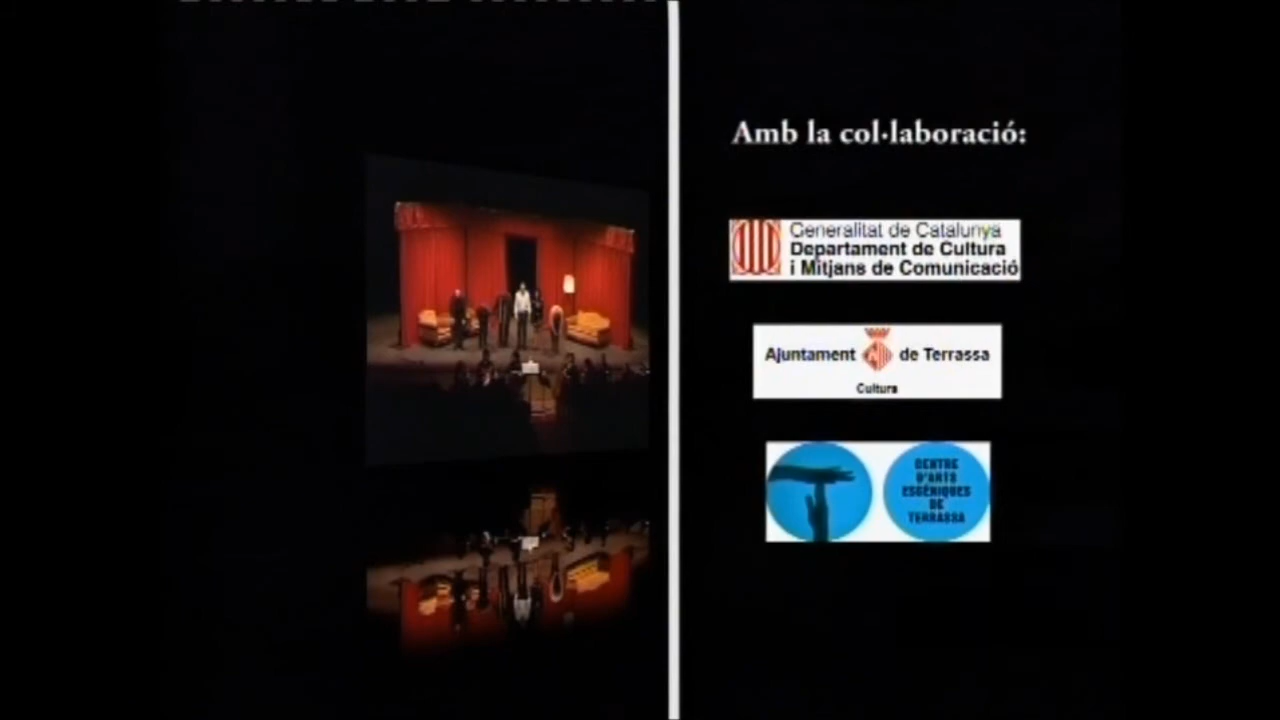 Amb la col·laboració:
Generalitat de Catalunya
Departament de Cultura
i Mitjans de Comunicació
Ajuntament de Terrassa
Cultura
CENTRE
D'ARTS
ESCÈNIQUES
DE
TERRASSA